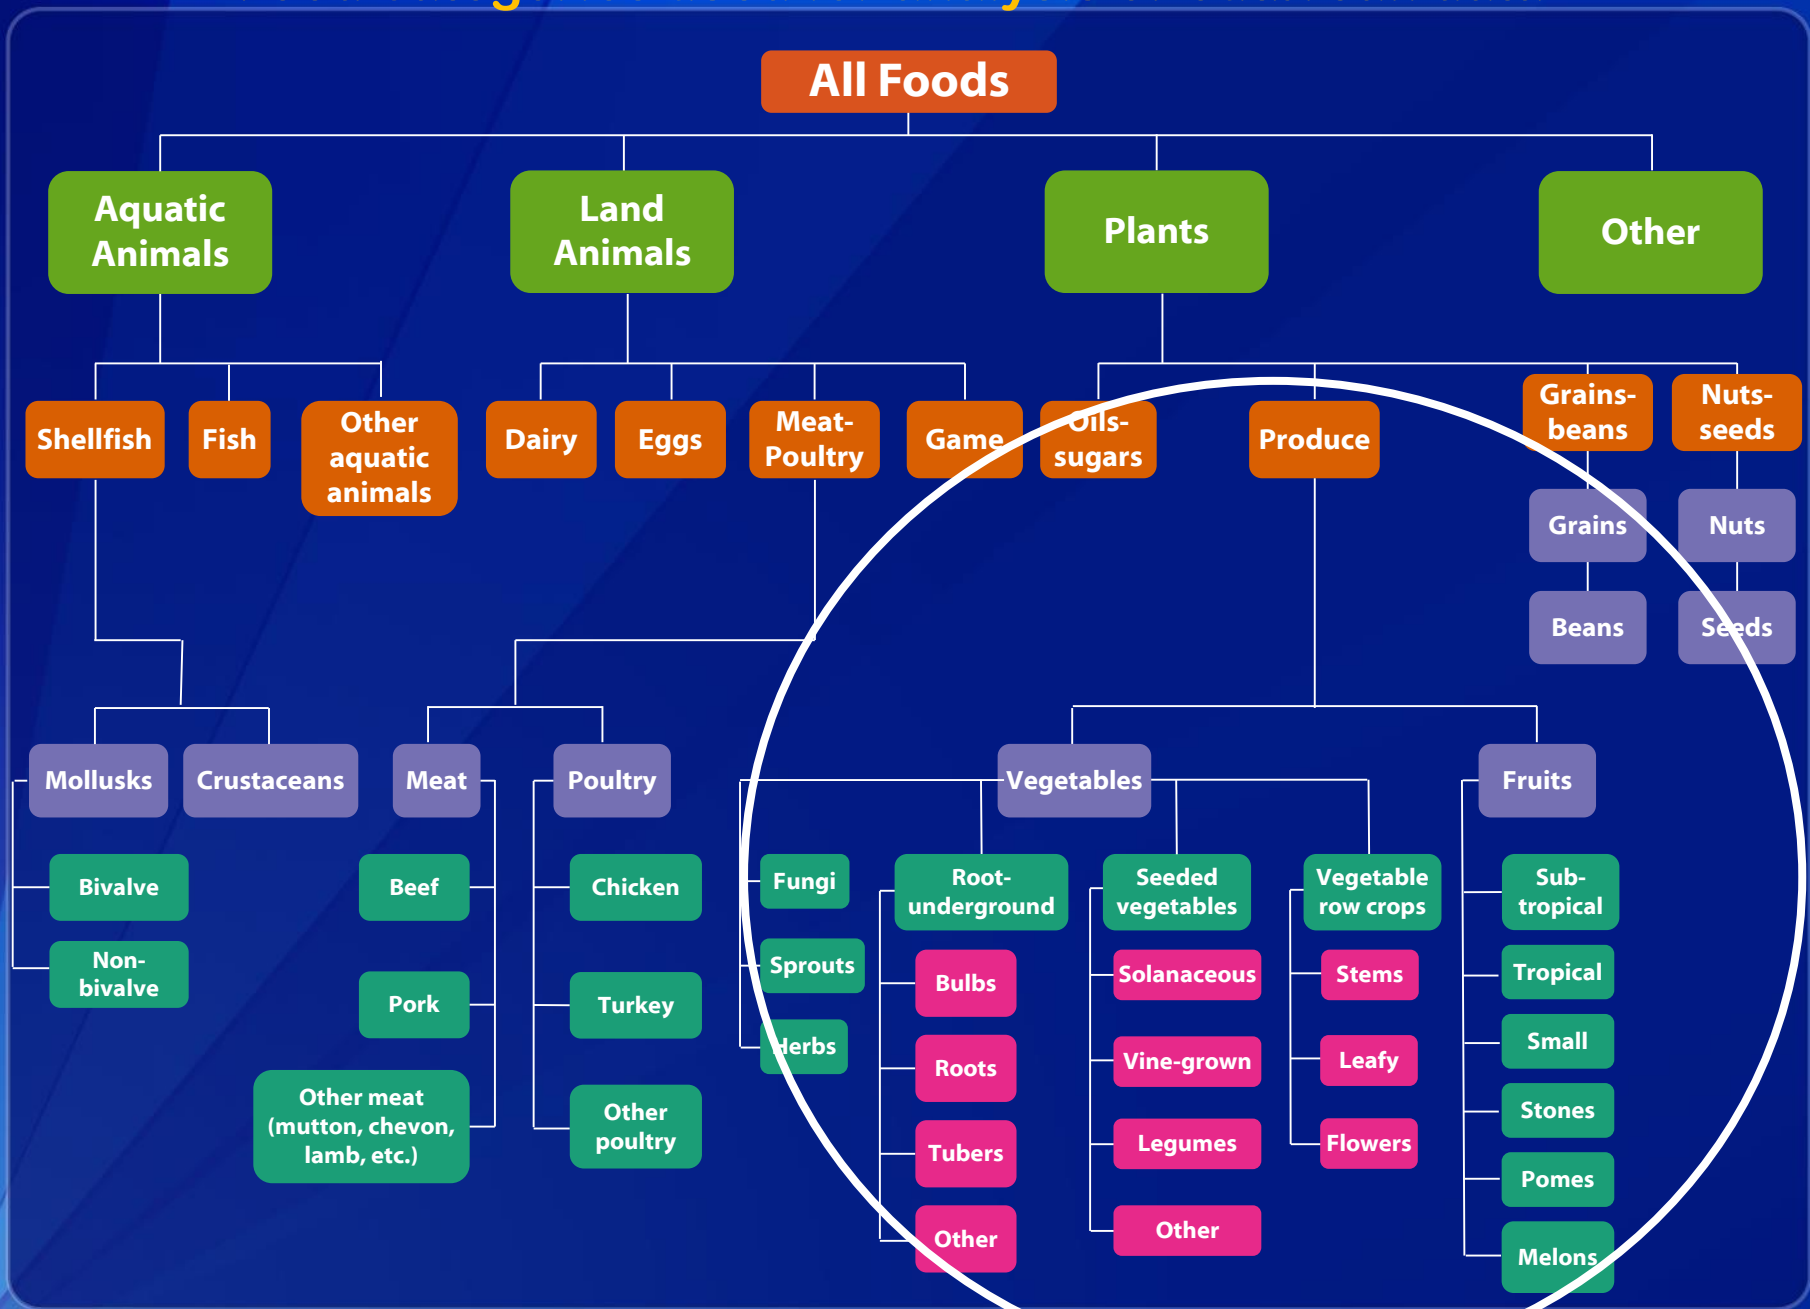 All Foods
Aquatic
Animals
Land
Animals
Plants
Other
Shellfish
Fish
Other
aquatic
animals
Dairy
Eggs
Meat-
Poultry
Game
Oils-
sugars
Produce
Grains-
beans
Nuts-
seeds
Grains
Nuts
Beans
Seeds
Mollusks
Crustaceans
Meat
Poultry
Vegetables
Fruits
Bivalve
Non-
bivalve
Beef
Pork
Other meat
(mutton, chevon,
lamb, etc.)
Chicken
Turkey
Other
poultry
Fungi
Sprouts
Herbs
Root-
underground
Bulbs
Roots
Tubers
Other
Seeded
vegetables
Solanaceous
Vine-grown
Legumes
Other
Vegetable
row crops
Stems
Leafy
Flowers
Sub-
tropical
Tropical
Small
Stones
Pomes
Melons